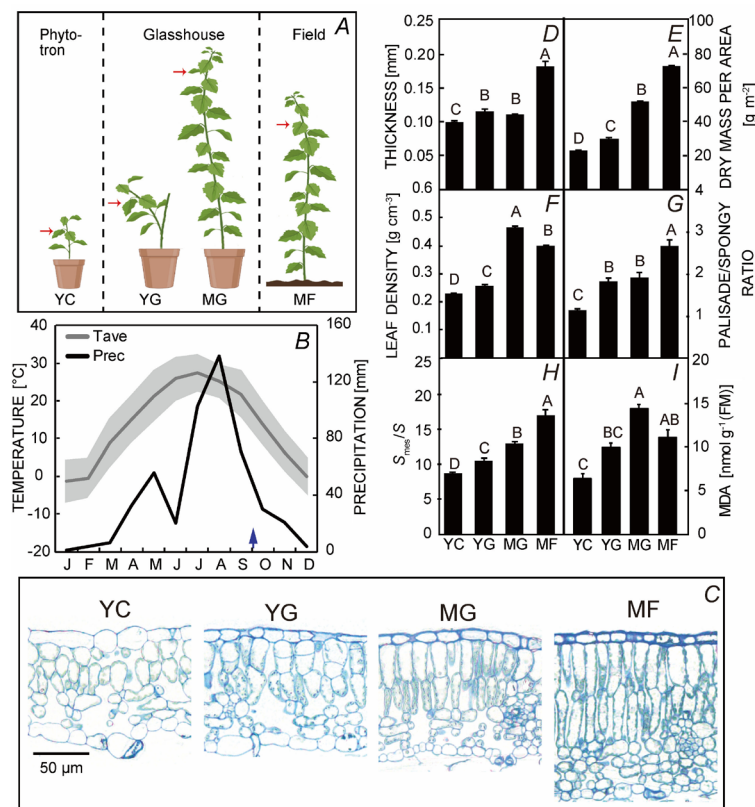 Phyto-
tron
Glasshouse
Field
A
YC
YG
MG
MF
B
Tave
Prec
TEMPERATURE [°C]
40
30
20
10
0
-10
-20
PRECIPITATION [mm]
160
120
80
40
0
J F M A M J J A S O N D
D
THICKNESS [mm]
0.25
0.20
0.15
0.10
0.05
0.6
C B B A
E
DRY MASS PER AREA
[g m-2]
100
80
60
40
20
4
D C B A
F
LEAF DENSITY [g cm-3]
0.5
0.4
0.3
0.2
0.1
25
D C A B
G
PALISADE/SPONGY
RATIO
3
2
1
20
C B B A
H
Smes/S
20
15
10
5
0
D C B A
YC YG MG MF
I
MDA [nmol g-1 (FM)]
15
10
5
0
C BC A AB
YC YG MG MF
C
YC
YG
MG
MF
50 µm